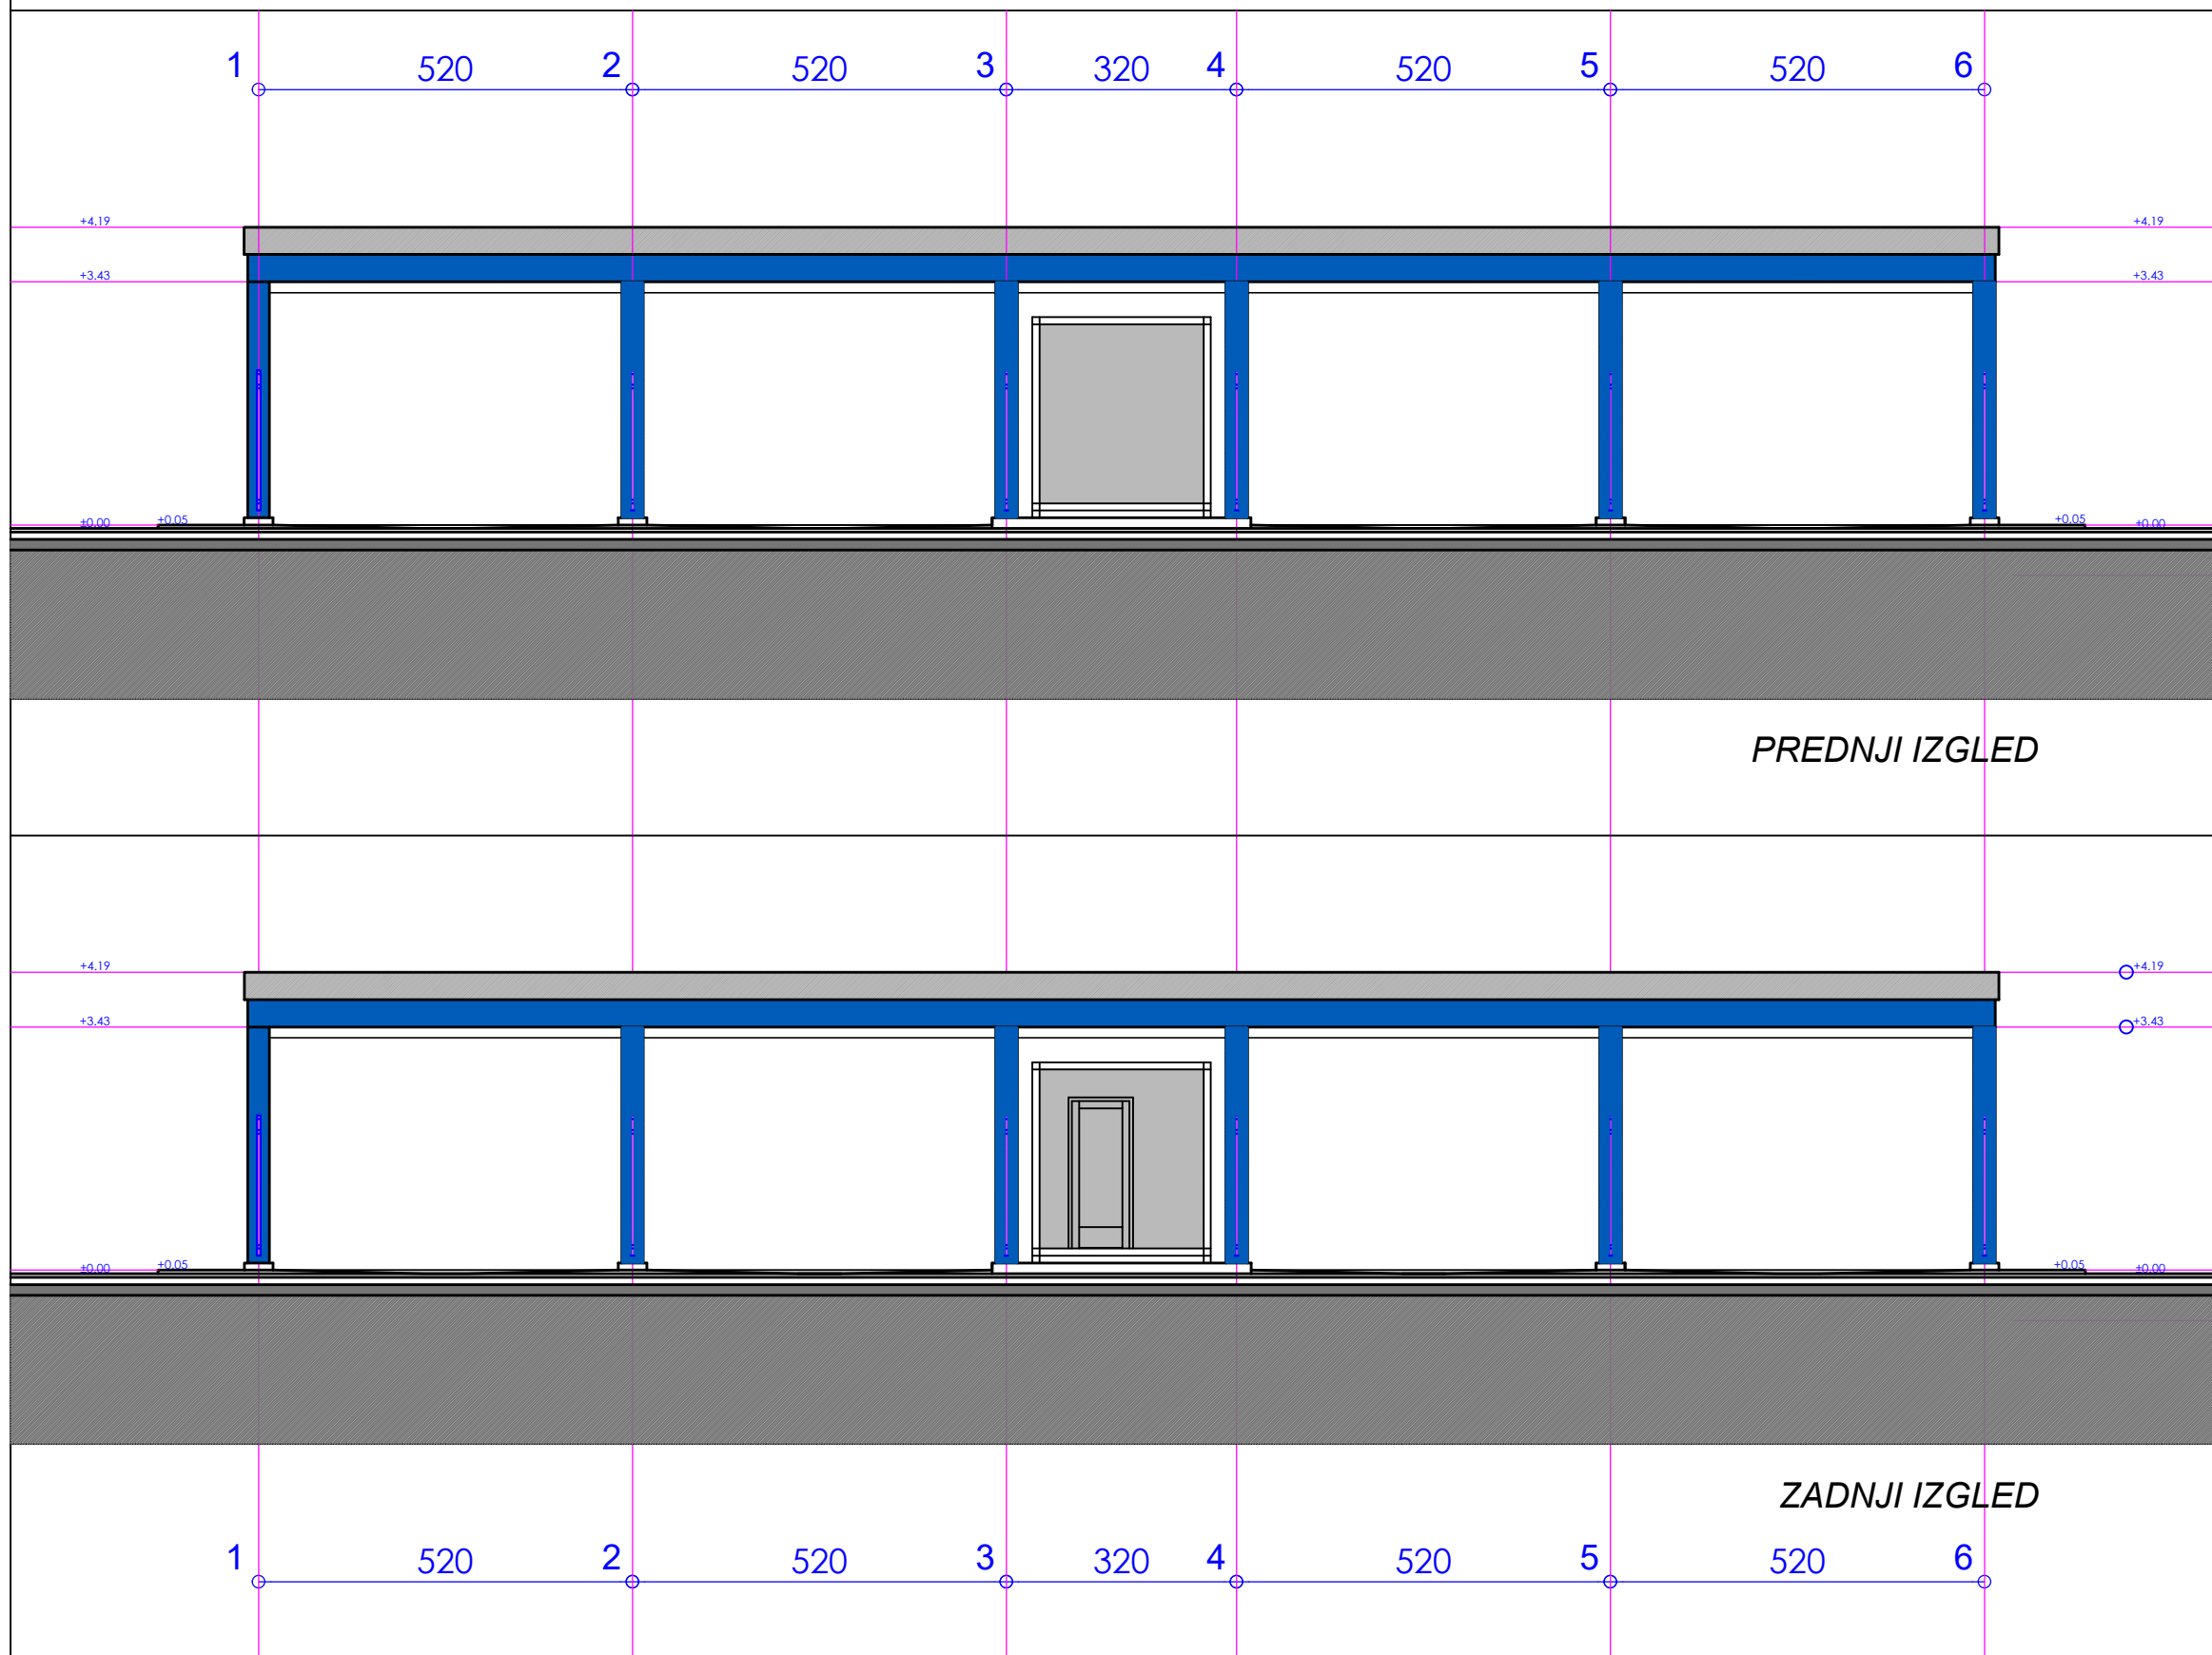 1 520 2 520 3 320 4 520 5 520 6
+4.19 +4.19
+3.43 +3.43
±0.00 +0.05 +0.05 ±0.00
PREDNJI IZGLED
+4.19 +4.19
+3.43 +3.43
±0.00 +0.05 +0.05 ±0.00
ZADNJI IZGLED
1 520 2 520 3 320 4 520 5 520 6